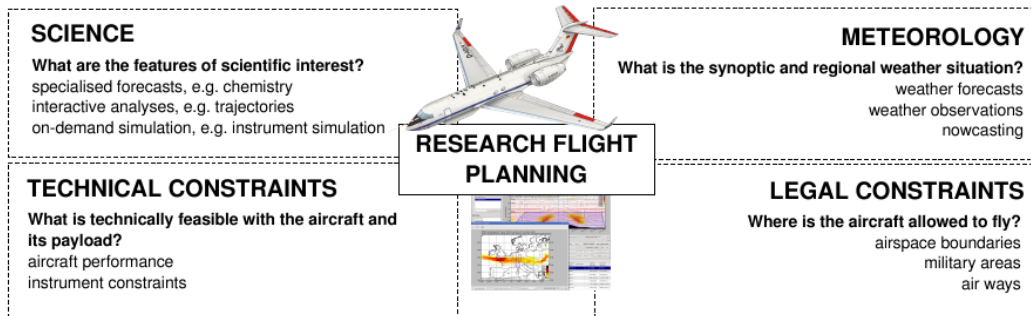 SCIENCE
What are the features of scientific interest?
specialised forecasts, e.g. chemistry
interactive analyses, e.g. trajectories
on-demand simulation, e.g. instrument simulation
METEOROLOGY
What is the synoptic and regional weather situation?
weather forecasts
weather observations
nowcasting
RESEARCH FLIGHT
PLANNING
TECHNICAL CONSTRAINTS
What is technically feasible with the aircraft and
its payload?
aircraft performance
instrument constraints
LEGAL CONSTRAINTS
Where is the aircraft allowed to fly?
airspace boundaries
military areas
air ways